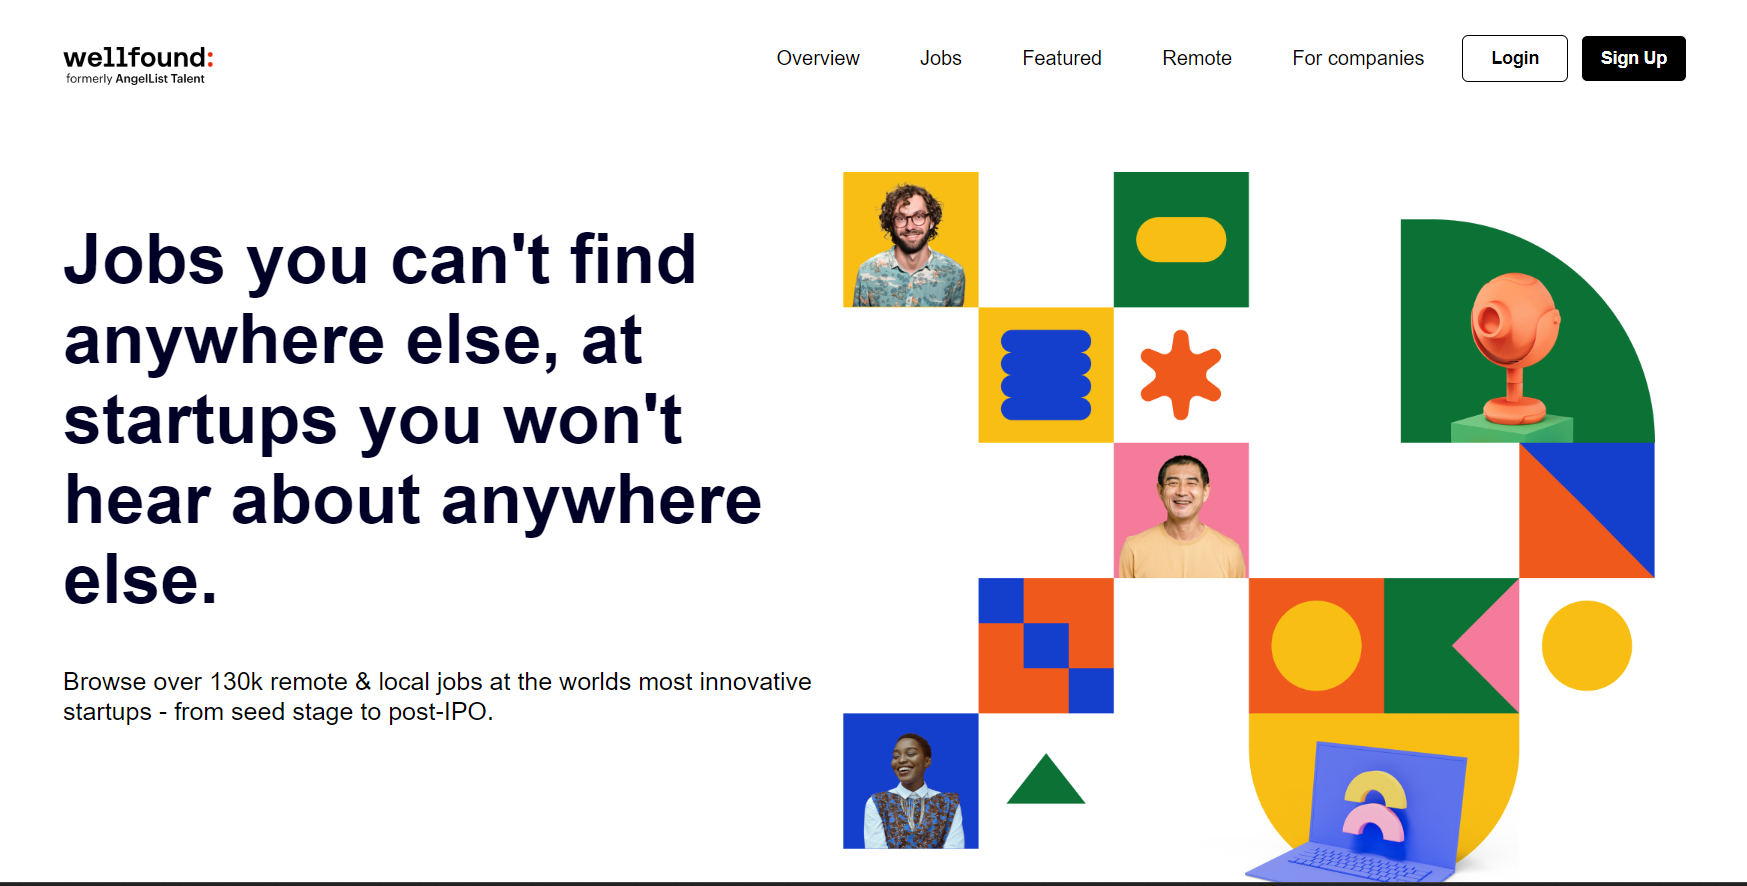 wellfound:
formerly AngelList Talent
Overview
Jobs
Featured
Remote
For companies
Login
Sign Up
Jobs you can't find
anywhere else, at
startups you won't
hear about anywhere
else.
Browse over 130k remote & local jobs at the worlds most innovative
startups - from seed stage to post-IPO.